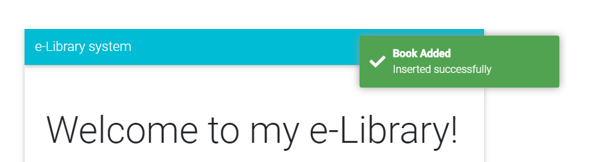 e-Library system
Book Added
Inserted successfully
Welcome to my e-Library!